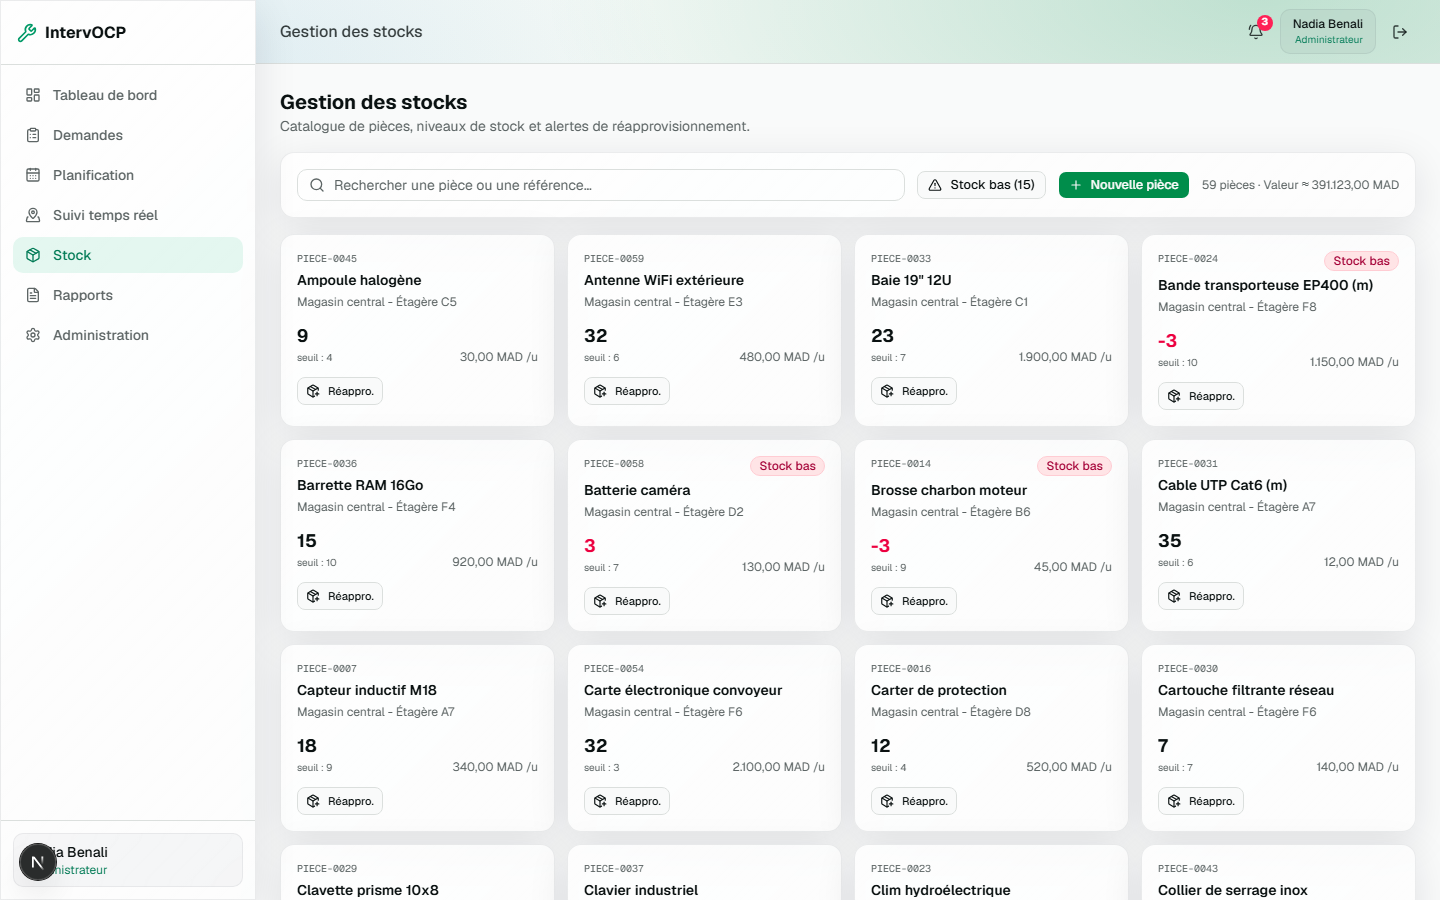 IntervOCP
Gestion des stocks
3
Nadia Benali
Administrateur
Tableau de bord
Demandes
Planification
Suivi temps réel
Stock
Rapports
Administration
Gestion des stocks
Catalogue de pièces, niveaux de stock et alertes de réapprovisionnement.
Rechercher une pièce ou une référence…
Stock bas (15)
Nouvelle pièce
59 pièces · Valeur ≈ 391.123,00 MAD
PIECE-0045
Ampoule halogène
Magasin central - Étagère C5
9
seuil : 4
30,00 MAD /u
Réappro.
PIECE-0059
Antenne WiFi extérieure
Magasin central - Étagère E3
32
seuil : 6
480,00 MAD /u
Réappro.
PIECE-0033
Baie 19" 12U
Magasin central - Étagère C1
23
seuil : 7
1.900,00 MAD /u
Réappro.
PIECE-0024
Stock bas
Bande transporteuse EP400 (m)
Magasin central - Étagère F8
-3
seuil : 10
1.150,00 MAD /u
Réappro.
PIECE-0036
Barrette RAM 16Go
Magasin central - Étagère F4
15
seuil : 10
920,00 MAD /u
Réappro.
PIECE-0058
Stock bas
Batterie caméra
Magasin central - Étagère D2
3
seuil : 7
130,00 MAD /u
Réappro.
PIECE-0014
Stock bas
Brosse charbon moteur
Magasin central - Étagère B6
-3
seuil : 9
45,00 MAD /u
Réappro.
PIECE-0031
Cable UTP Cat6 (m)
Magasin central - Étagère A7
35
seuil : 6
12,00 MAD /u
Réappro.
PIECE-0007
Capteur inductif M18
Magasin central - Étagère A7
18
seuil : 9
340,00 MAD /u
Réappro.
PIECE-0054
Carte électronique convoyeur
Magasin central - Étagère F6
32
seuil : 3
2.100,00 MAD /u
Réappro.
PIECE-0016
Carter de protection
Magasin central - Étagère D8
12
seuil : 4
520,00 MAD /u
Réappro.
PIECE-0030
Cartouche filtrante réseau
Magasin central - Étagère F6
7
seuil : 7
140,00 MAD /u
Réappro.
PIECE-0029
Clavette prisme 10x8
PIECE-0037
Clavier industriel
PIECE-0023
Clim hydroélectrique
PIECE-0043
Collier de serrage inox
N
ia Benali
nistrateur